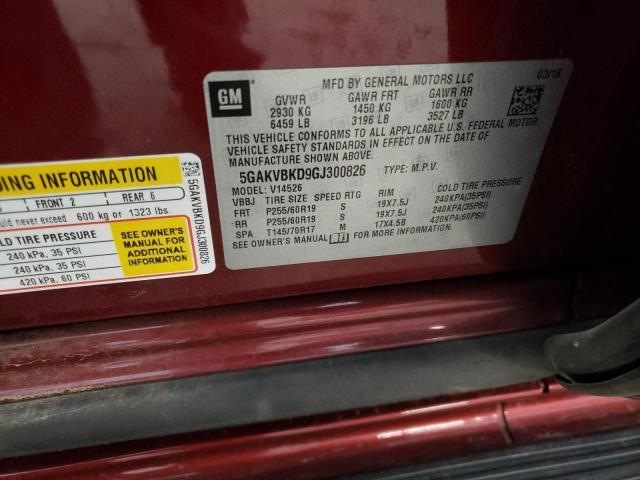 GM
MFD BY GENERAL MOTORS LLC
03/16
GVWR GAWR FRT GAWR RR
2930 KG 1450 KG 1600 KG
6459 LB 3196 LB 3527 LB
THIS VEHICLE CONFORMS TO ALL APPLICABLE U.S. FEDERAL MOTOR
VEHICLE SAFETY STANDARDS IN EFFECT ON THE DATE OF
MANUFACTURE SHOWN ABOVE.
5GAKVBKD9GJ300826 TYPE: M.P.V.
MODEL: V14526
VBBJ TIRE SIZE SPEED RTG RIM COLD TIRE PRESSURE
FRT P255/60R19 S 19X7.5J 240KPA(35PSI)
RR P255/60R19 S 19X7.5J 240KPA(35PSI)
SPA T145/70R17 M 17X4.5B 420KPA(60PSI)
SEE OWNER'S MANUAL FOR MORE INFORMATION.
DING INFORMATION
FRONT 2 REAR 6
ould never exceed 600 kg or 1323 lbs.
OLD TIRE PRESSURE
240 kPa, 35 PSI
240 kPa, 35 PSI
420 kPa, 60 PSI
SEE OWNER'S
MANUAL FOR
ADDITIONAL
INFORMATION
5GAKVBKD9GJ300826